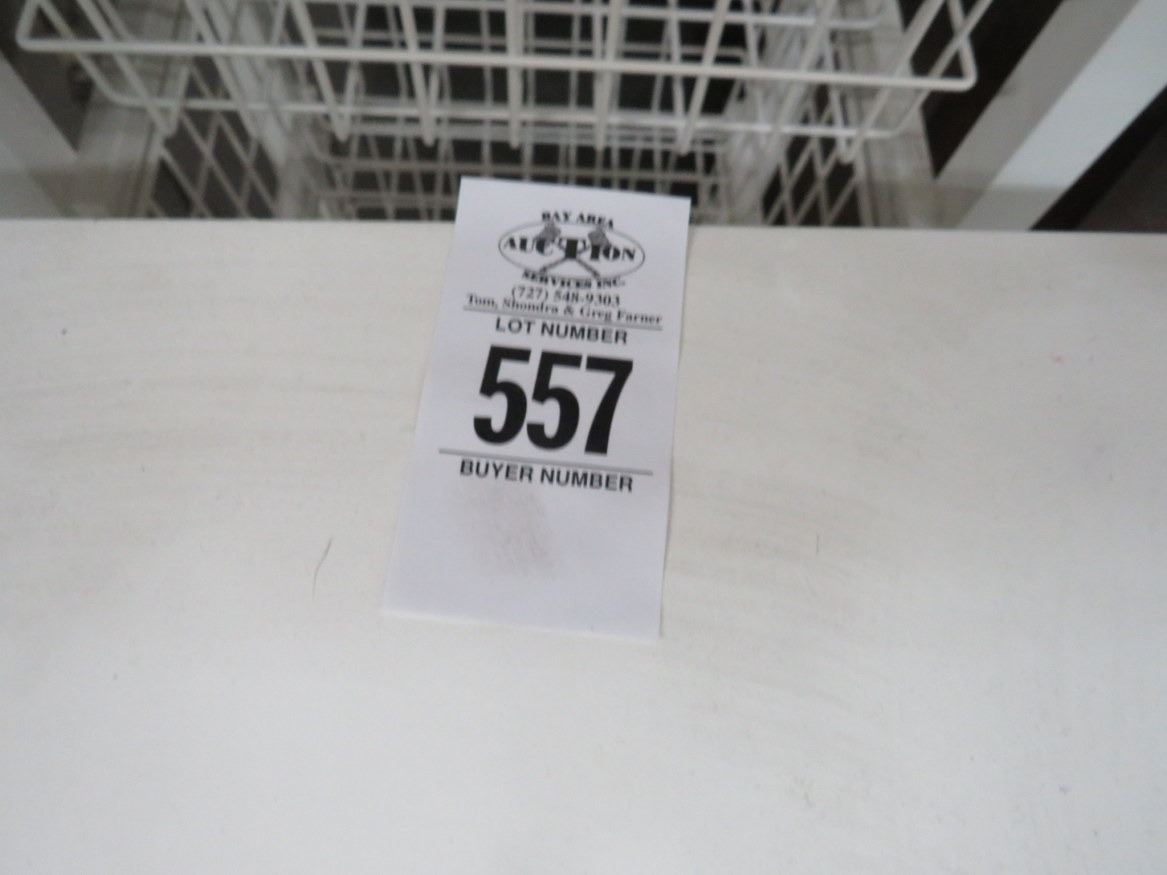 BAY AREA
AUCTION
SERVICES INC.
(727) 548-9303
Tom, Shondra & Greg Farner
LOT NUMBER
557
BUYER NUMBER